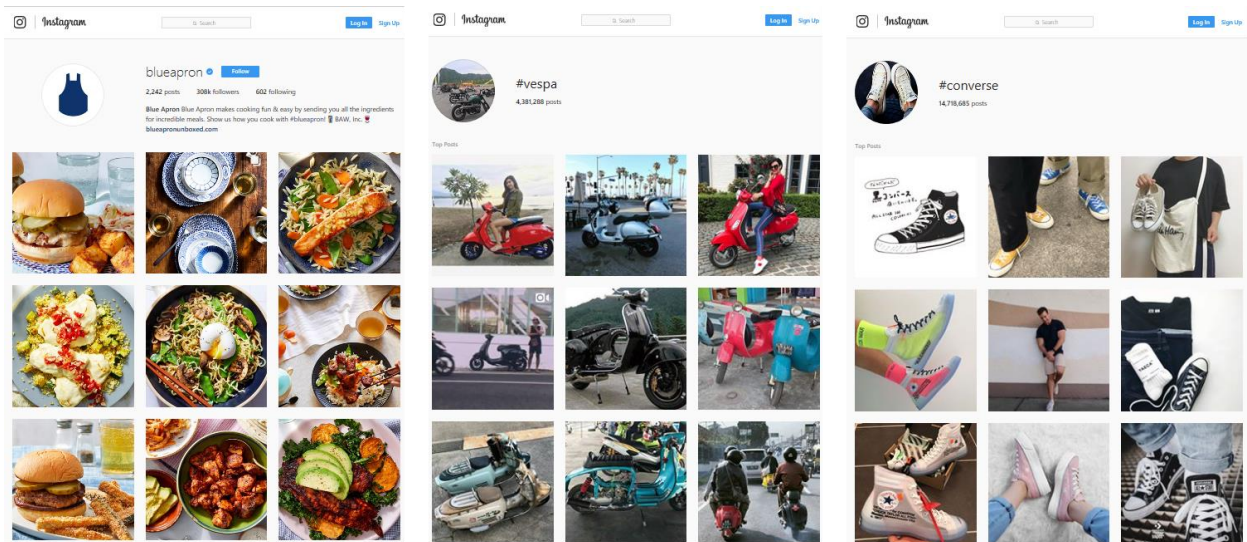 Instagram
Search
Log In
Sign Up
blueapron
Follow
2,242 posts 308k followers 602 following
Blue Apron Blue Apron makes cooking fun & easy by sending you all the ingredients
for incredible meals. Show us how you cook with #blueapron! BAW, Inc.
blueapronunboxed.com
Instagram
Search
Log In
Sign Up
#vespa
4,381,288 posts
Top Posts
Instagram
Search
Log In
Sign Up
#converse
14,718,685 posts
Top Posts